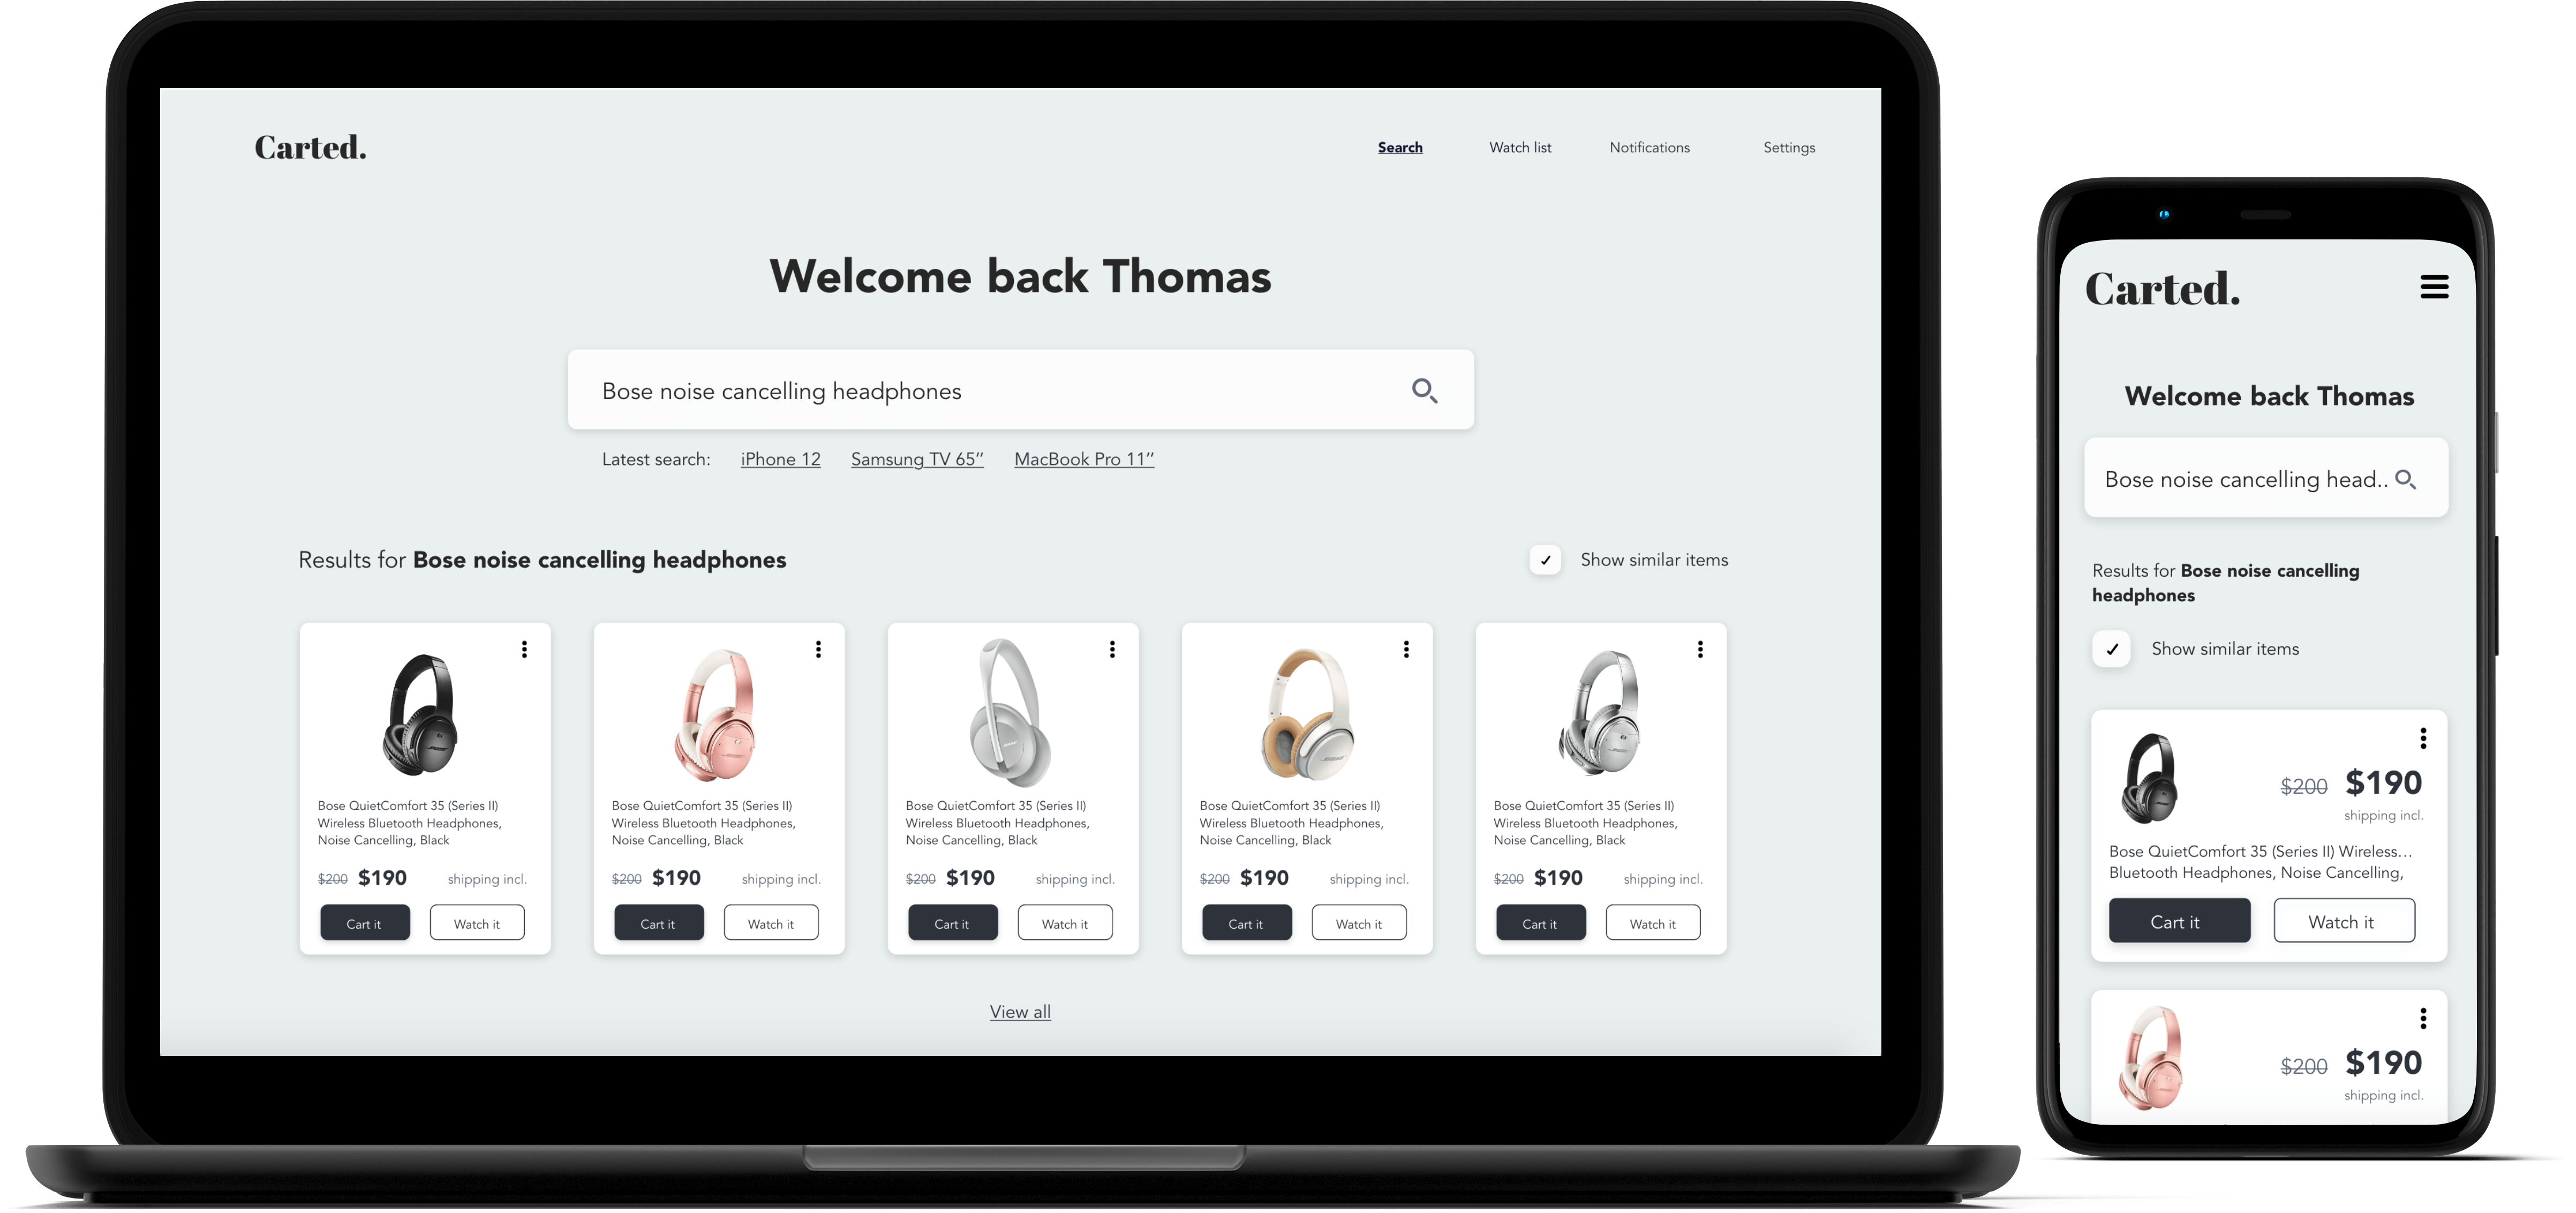 Carted.
Search
Watch list
Notifications
Settings
Welcome back Thomas
Bose noise cancelling headphones
Latest search: iPhone 12 Samsung TV 65″ MacBook Pro 11″
Results for Bose noise cancelling headphones
Show similar items
Bose QuietComfort 35 (Series II)
Wireless Bluetooth Headphones,
Noise Cancelling, Black
$200 $190 shipping incl.
Cart it
Watch it
Bose QuietComfort 35 (Series II)
Wireless Bluetooth Headphones,
Noise Cancelling, Black
$200 $190 shipping incl.
Cart it
Watch it
Bose QuietComfort 35 (Series II)
Wireless Bluetooth Headphones,
Noise Cancelling, Black
$200 $190 shipping incl.
Cart it
Watch it
Bose QuietComfort 35 (Series II)
Wireless Bluetooth Headphones,
Noise Cancelling, Black
$200 $190 shipping incl.
Cart it
Watch it
Bose QuietComfort 35 (Series II)
Wireless Bluetooth Headphones,
Noise Cancelling, Black
$200 $190 shipping incl.
Cart it
Watch it
View all
Carted.
Welcome back Thomas
Bose noise cancelling head..
Results for Bose noise cancelling
headphones
Show similar items
$200 $190
shipping incl.
Bose QuietComfort 35 (Series II) Wireless...
Bluetooth Headphones, Noise Cancelling,
Cart it
Watch it
$200 $190
shipping incl.